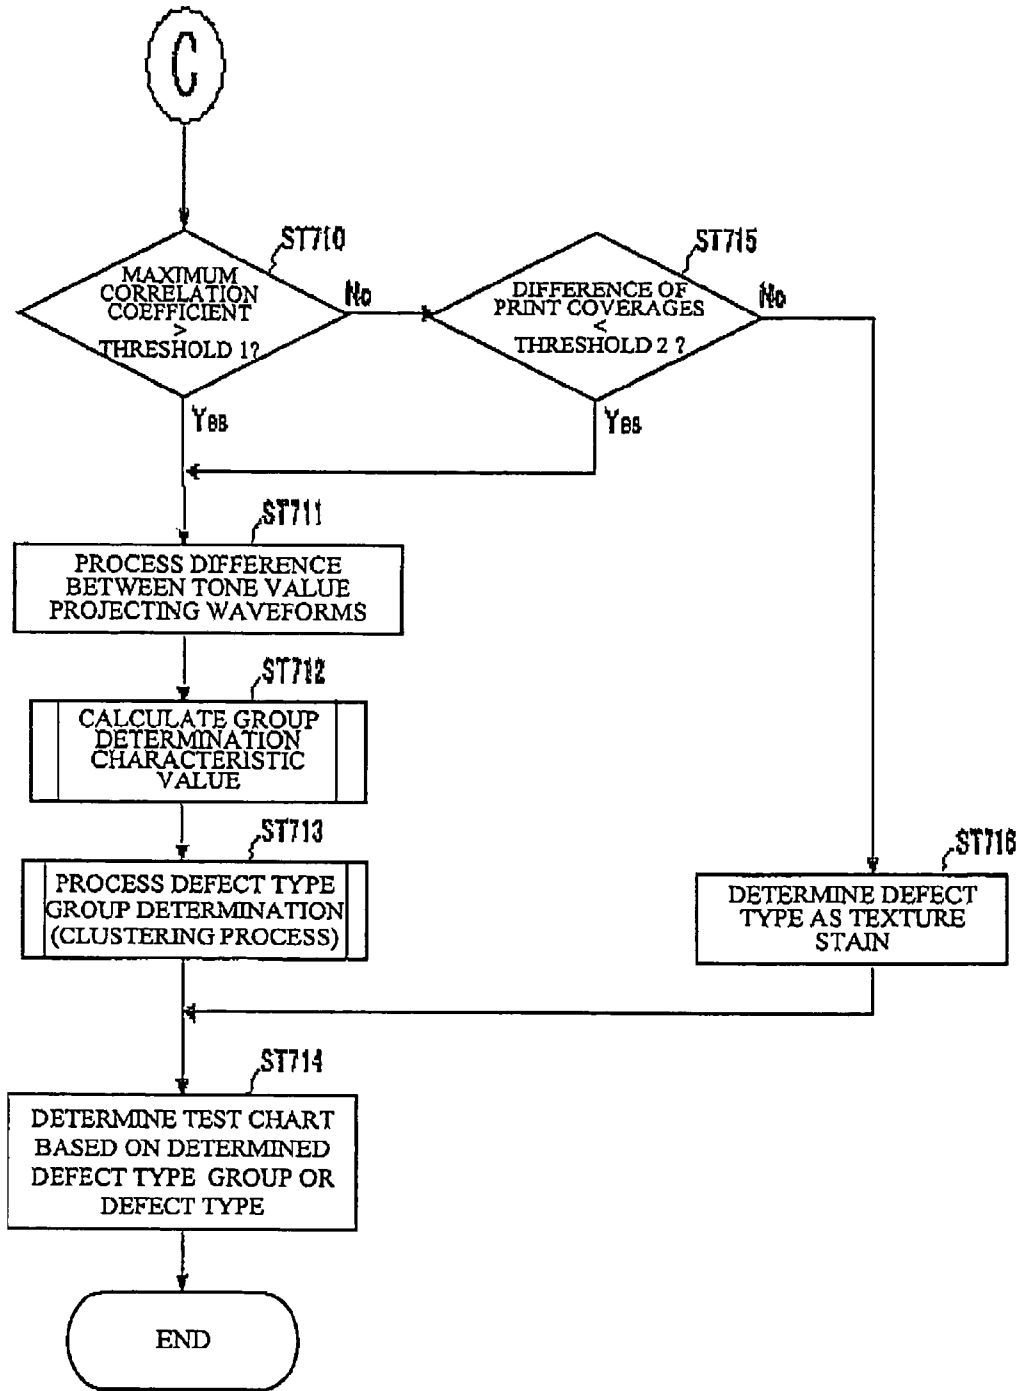 C
ST710
MAXIMUM
CORRELATION
COEFFICIENT
>
THRESHOLD 1?
No
ST715
DIFFERENCE OF
PRINT COVERAGES
<
THRESHOLD 2 ?
No
Yes
Yes
ST711
PROCESS DIFFERENCE
BETWEEN TONE VALUE
PROJECTING WAVEFORMS
ST712
CALCULATE GROUP
DETERMINATION
CHARACTERISTIC
VALUE
ST713
PROCESS DEFECT TYPE
GROUP DETERMINATION
(CLUSTERING PROCESS)
ST716
DETERMINE DEFECT
TYPE AS TEXTURE
STAIN
ST714
DETERMINE TEST CHART
BASED ON DETERMINED
DEFECT TYPE GROUP OR
DEFECT TYPE
END